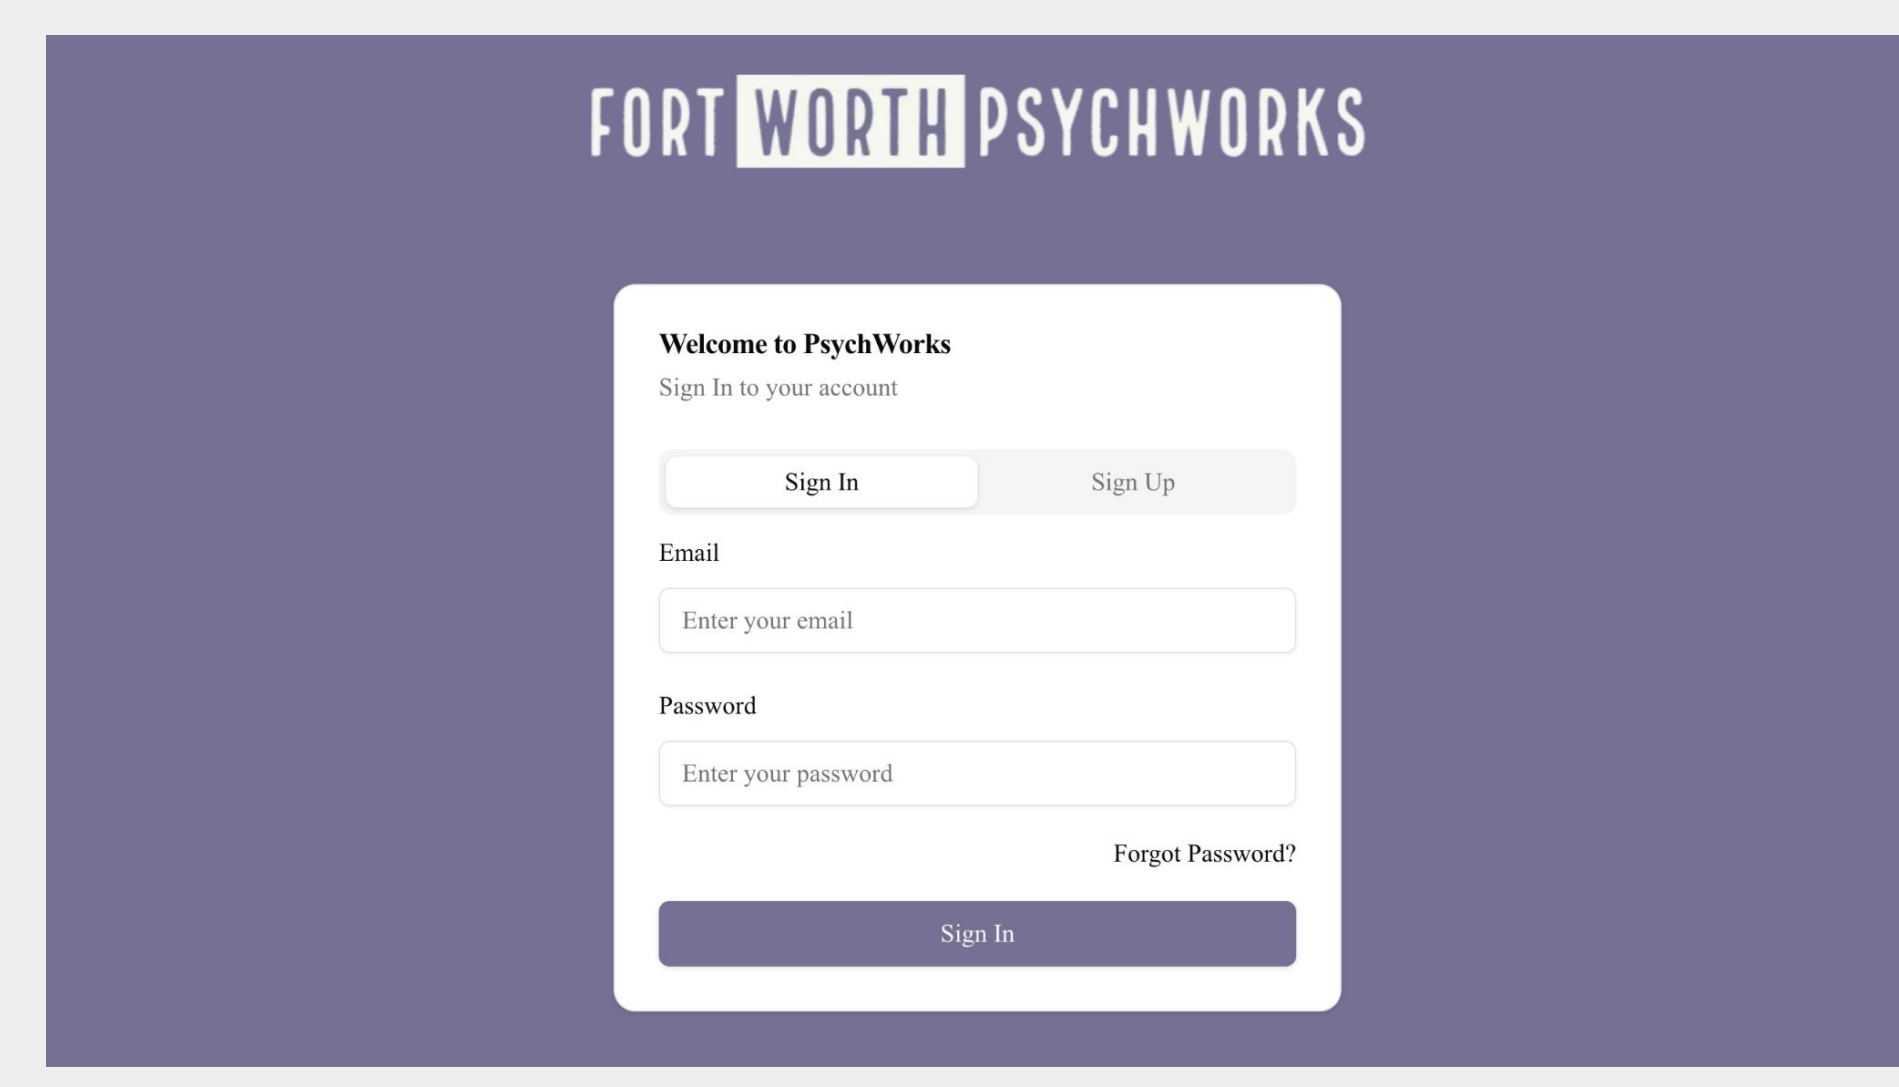 FORT WORTH PSYCHWORKS
Welcome to PsychWorks
Sign In to your account
Sign In
Sign Up
Email
Enter your email
Password
Enter your password
Forgot Password?
Sign In